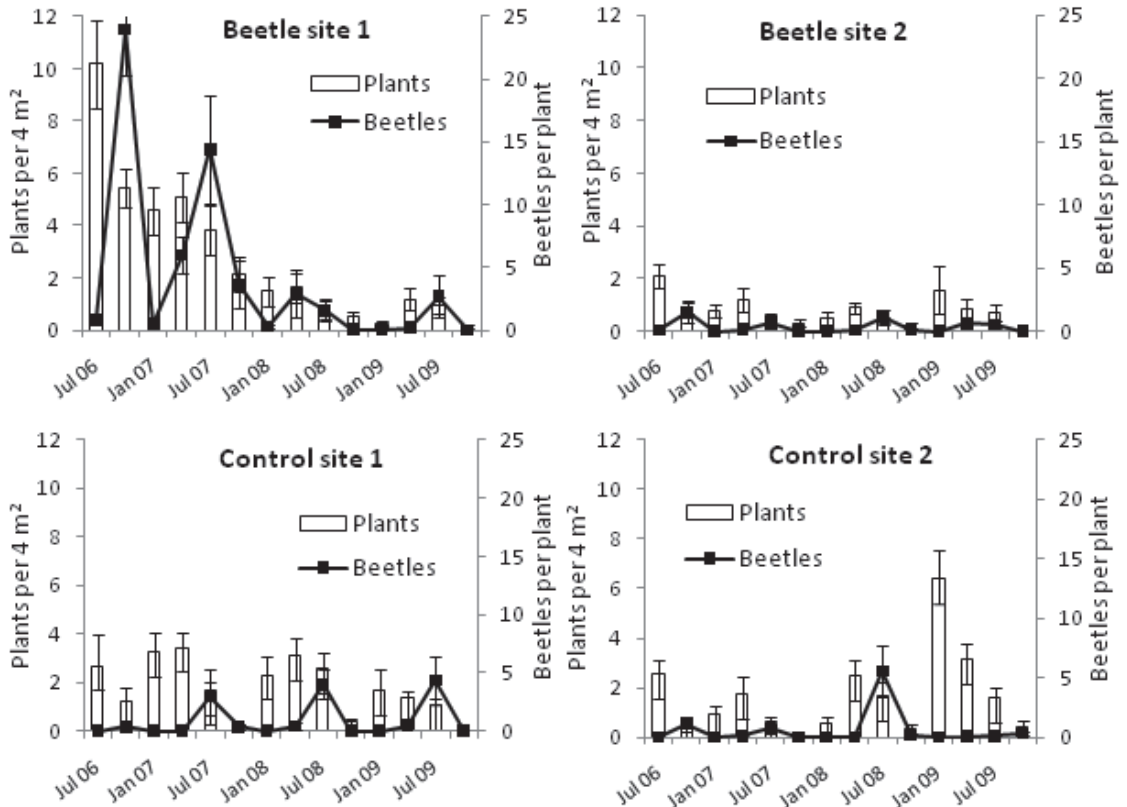 Beetle site 1
Plants
Beetles
Plants per 4 m²
12
10
8
6
4
2
0
Beetles per plant
25
20
15
10
5
0
Jul 06
Jan 07
Jul 07
Jan 08
Jul 08
Jan 09
Jul 09
Beetle site 2
Plants
Beetles
Plants per 4 m²
12
10
8
6
4
2
0
Beetles per plant
25
20
15
10
5
0
Jul 06
Jan 07
Jul 07
Jan 08
Jul 08
Jan 09
Jul 09
Control site 1
Plants
Beetles
Plants per 4 m²
12
10
8
6
4
2
0
Beetles per plant
25
20
15
10
5
0
Jul 06
Jan 07
Jul 07
Jan 08
Jul 08
Jan 09
Jul 09
Control site 2
Plants
Beetles
Plants per 4 m²
12
10
8
6
4
2
0
Beetles per plant
25
20
15
10
5
0
Jul 06
Jan 07
Jul 07
Jan 08
Jul 08
Jan 09
Jul 09